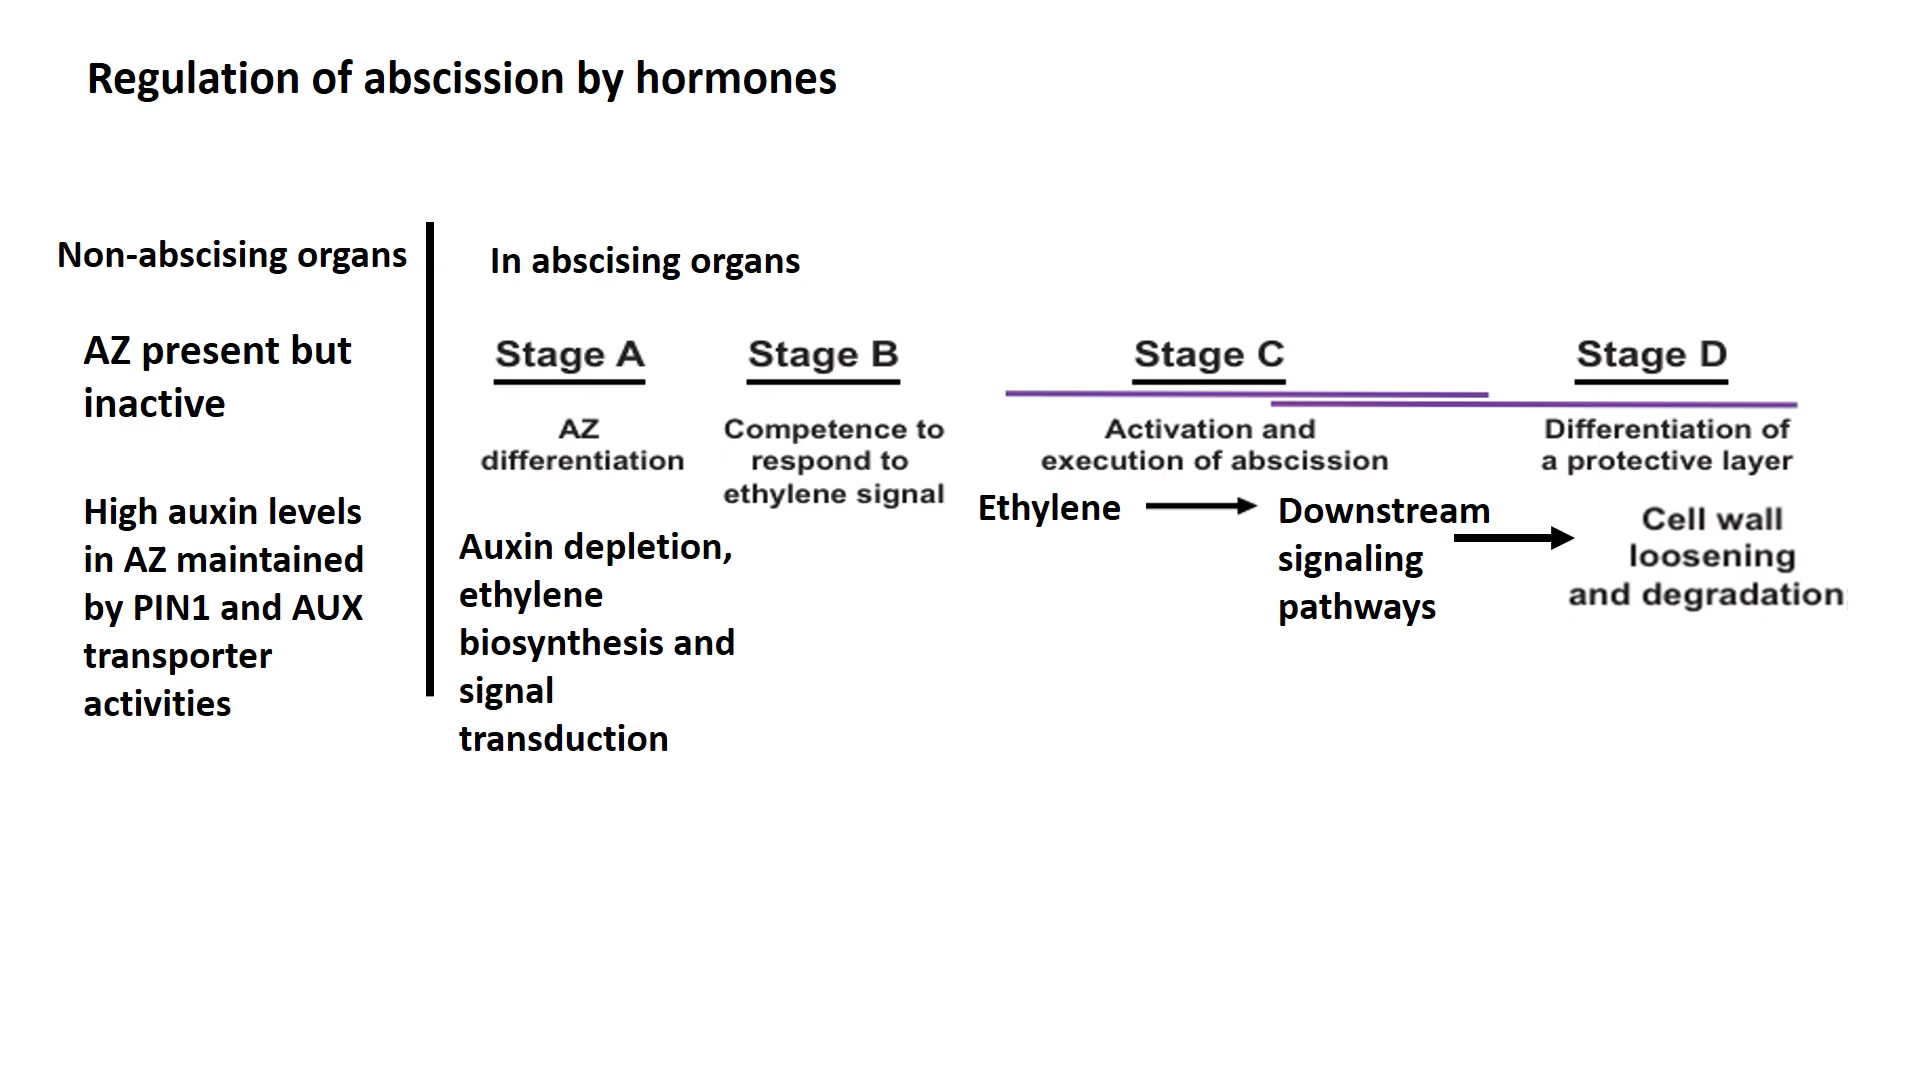 Regulation of abscission by hormones
Non-abscising organs
AZ present but
inactive
High auxin levels
in AZ maintained
by PIN1 and AUX
transporter
activities
In abscising organs
Stage A
AZ
differentiation
Auxin depletion,
ethylene
biosynthesis and
signal
transduction
Stage B
Competence to
respond to
ethylene signal
Stage C
Activation and
execution of abscission
Ethylene
Downstream
signaling
pathways
Stage D
Differentiation of
a protective layer
Cell wall
loosening
and degradation